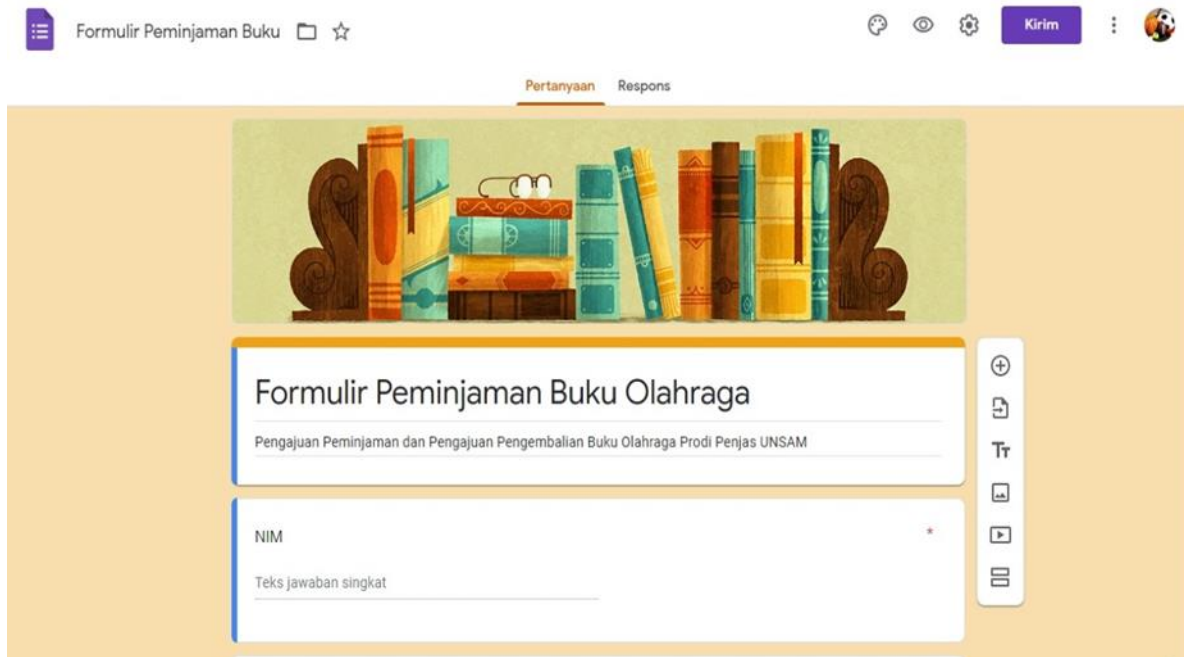 Formulir Peminjaman Buku
Kirim
Pertanyaan Respons
Formulir Peminjaman Buku Olahraga
Pengajuan Peminjaman dan Pengajuan Pengembalian Buku Olahraga Prodi Penjas UNSAM
NIM *
Teks jawaban singkat